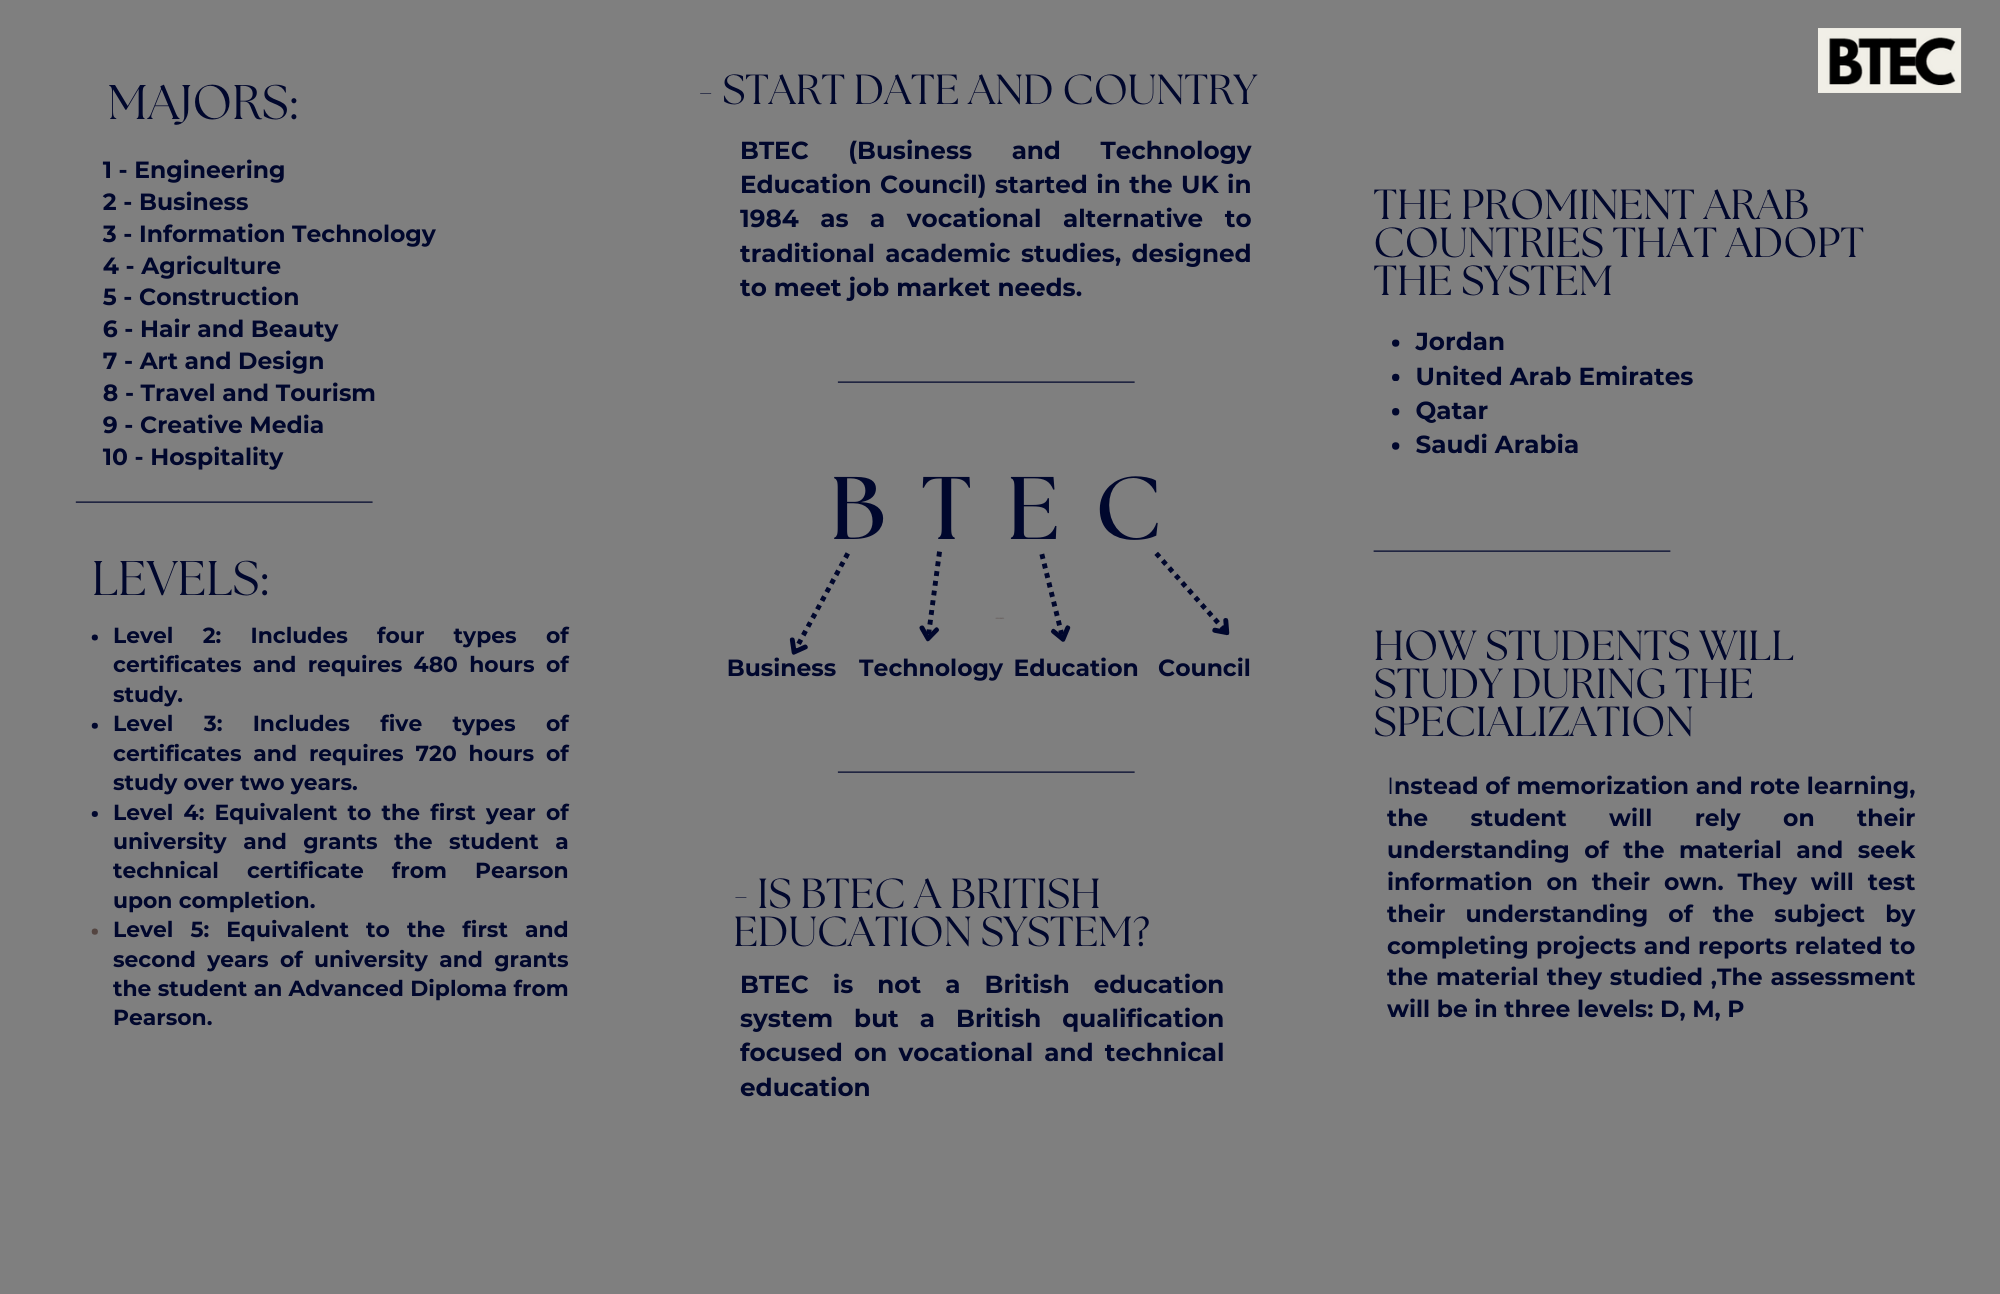 MAJORS:
1 - Engineering
2 - Business
3 - Information Technology
4 - Agriculture
5 - Construction
6 - Hair and Beauty
7 - Art and Design
8 - Travel and Tourism
9 - Creative Media
10 - Hospitality
LEVELS:
• Level 2: Includes four types of
certificates and requires 480 hours of
study.
• Level 3: Includes five types of
certificates and requires 720 hours of
study over two years.
• Level 4: Equivalent to the first year of
university and grants the student a
technical certificate from Pearson
upon completion.
• Level 5: Equivalent to the first and
second years of university and grants
the student an Advanced Diploma from
Pearson.
- START DATE AND COUNTRY
BTEC (Business and Technology
Education Council) started in the UK in
1984 as a vocational alternative to
traditional academic studies, designed
to meet job market needs.
B T E C
Business Technology Education Council
- IS BTEC A BRITISH
EDUCATION SYSTEM?
BTEC is not a British education
system but a British qualification
focused on vocational and technical
education
BTEC
THE PROMINENT ARAB
COUNTRIES THAT ADOPT
THE SYSTEM
• Jordan
• United Arab Emirates
• Qatar
• Saudi Arabia
HOW STUDENTS WILL
STUDY DURING THE
SPECIALIZATION
Instead of memorization and rote learning,
the student will rely on their
understanding of the material and seek
information on their own. They will test
their understanding of the subject by
completing projects and reports related to
the material they studied ,The assessment
will be in three levels: D, M, P